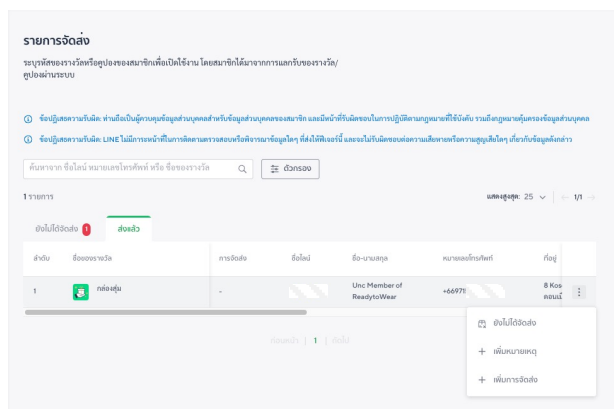 รายการจัดส่ง
ระบุรหัสของรางวัลหรือคูปองของสมาชิกเพื่อเปิดใช้งาน โดยสมาชิกได้มาจากการแลกรับของรางวัล/
คูปองผ่านระบบ
ข้อปฏิเสธความรับผิด: ท่านถือเป็นผู้ควบคุมข้อมูลส่วนบุคคลสำหรับข้อมูลส่วนบุคคลของสมาชิก และมีหน้าที่รับผิดชอบในการปฏิบัติตามกฎหมายที่ใช้บังคับ รวมถึงกฎหมายคุ้มครองข้อมูลส่วนบุคคล
ข้อปฏิเสธความรับผิด: LINE ไม่มีภาระหน้าที่ในการติดตามตรวจสอบหรือพิจารณาข้อมูลใดๆ ที่ส่งให้ฟีเจอร์นี้ และจะไม่รับผิดชอบต่อความเสียหายหรือความสูญเสียใดๆ เกี่ยวกับข้อมูลดังกล่าว
ค้นหาจาก ชื่อไลน์ หมายเลขโทรศัพท์ หรือ ชื่อของรางวัล ตัวกรอง
1 รายการ แสดงสูงสุด: 25 1/1
ยังไม่ได้จัดส่ง 1 ส่งแล้ว
ลำดับ ชื่อของรางวัล การจัดส่ง ชื่อไลน์ ชื่อ-นามสกุล หมายเลขโทรศัพท์ ที่อยู่
1 กล่องสุ่ม - Unc Member of ReadytoWear +66971 8 Kos
ยังไม่ได้จัดส่ง
เพิ่มหมายเหตุ
เพิ่มการจัดส่ง
ก่อนหน้า 1 ถัดไป